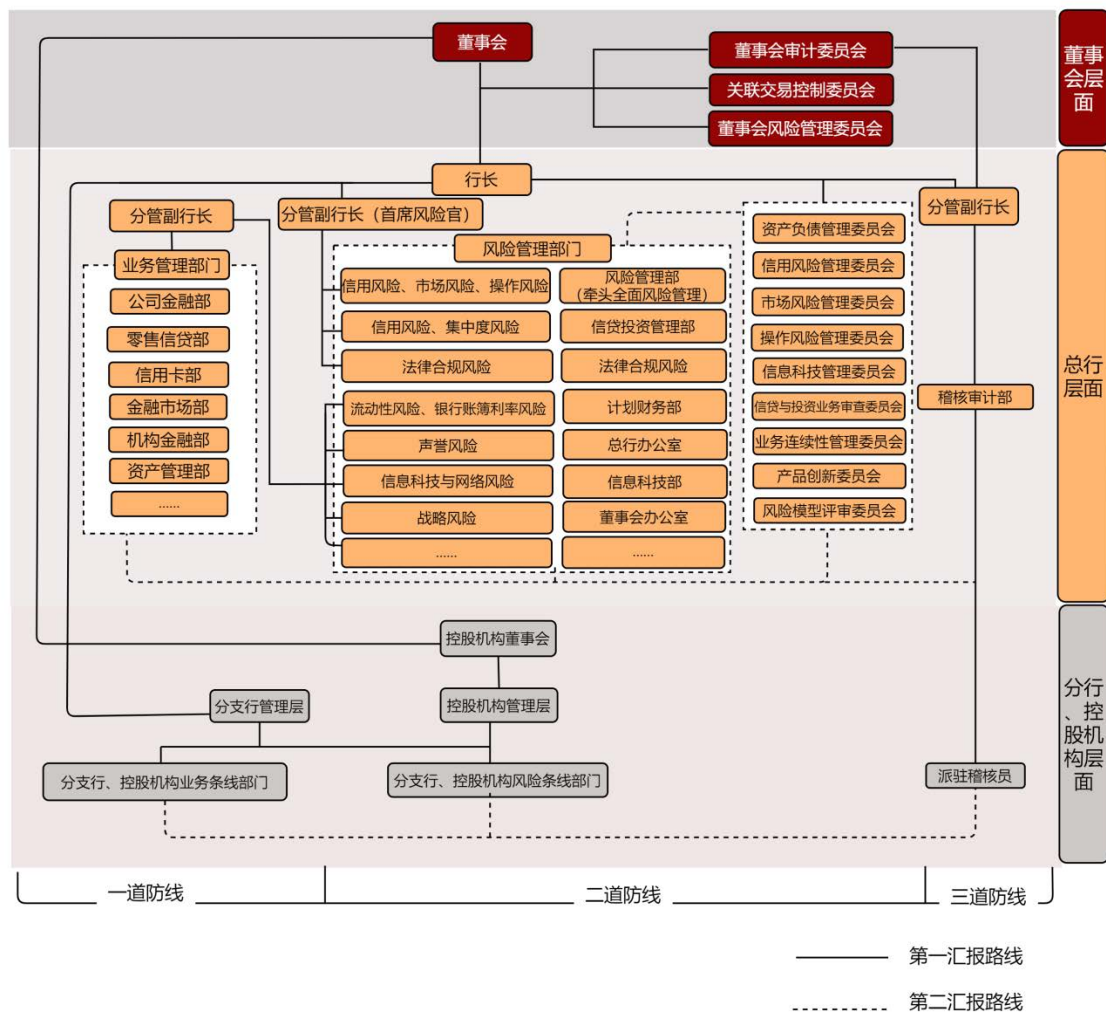 董事会
董事会审计委员会
关联交易控制委员会
董事会风险管理委员会
董事
会层
面
行长
分管副行长
分管副行长（首席风险官）
分管副行长
业务管理部门
公司金融部
零售信贷部
信用卡部
金融市场部
机构金融部
资产管理部
......
风险管理部门
信用风险、市场风险、操作风险
风险管理部
（牵头全面风险管理）
信用风险、集中度风险
信贷投资管理部
法律合规风险
法律合规风险
流动性风险、银行账簿利率风险
计划财务部
声誉风险
总行办公室
信息科技与网络风险
信息科技部
战略风险
董事会办公室
......
......
资产负债管理委员会
信用风险管理委员会
市场风险管理委员会
操作风险管理委员会
信息科技管理委员会
信贷与投资业务审查委员会
业务连续性管理委员会
产品创新委员会
风险模型评审委员会
稽核审计部
总行
层面
控股机构董事会
分支行管理层
控股机构管理层
分支行、控股机构业务条线部门
分支行、控股机构风险条线部门
派驻稽核员
分行
、控
股机
构层
面
一道防线
二道防线
三道防线
第一汇报路线
第二汇报路线